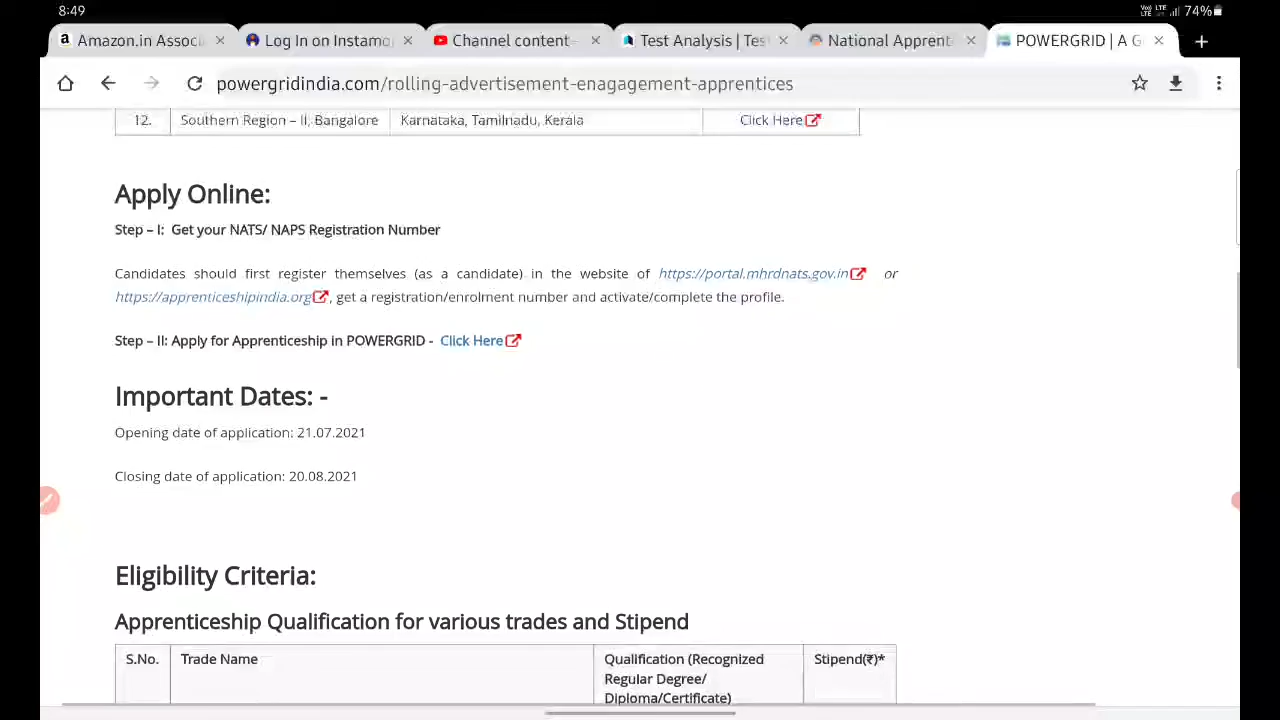 8:49
Vo) LTE LTE 74%
Amazon.in Associ
Log In on Instamo
Channel content-
Test Analysis | Tes
National Apprent
POWERGRID | A G
powergridindia.com/rolling-advertisement-enagagement-apprentices
12. Southern Region – II, Bangalore Karnataka, Tamilnadu, Kerala Click Here
Apply Online:
Step – I: Get your NATS/ NAPS Registration Number
Candidates should first register themselves (as a candidate) in the website of https://portal.mhrdnats.gov.in or
https://apprenticeshipindia.org, get a registration/enrolment number and activate/complete the profile.
Step – II: Apply for Apprenticeship in POWERGRID - Click Here
Important Dates: -
Opening date of application: 21.07.2021
Closing date of application: 20.08.2021
Eligibility Criteria:
Apprenticeship Qualification for various trades and Stipend
S.No. Trade Name Qualification (Recognized Stipend(₹)*
Regular Degree/
Diploma/Certificate)